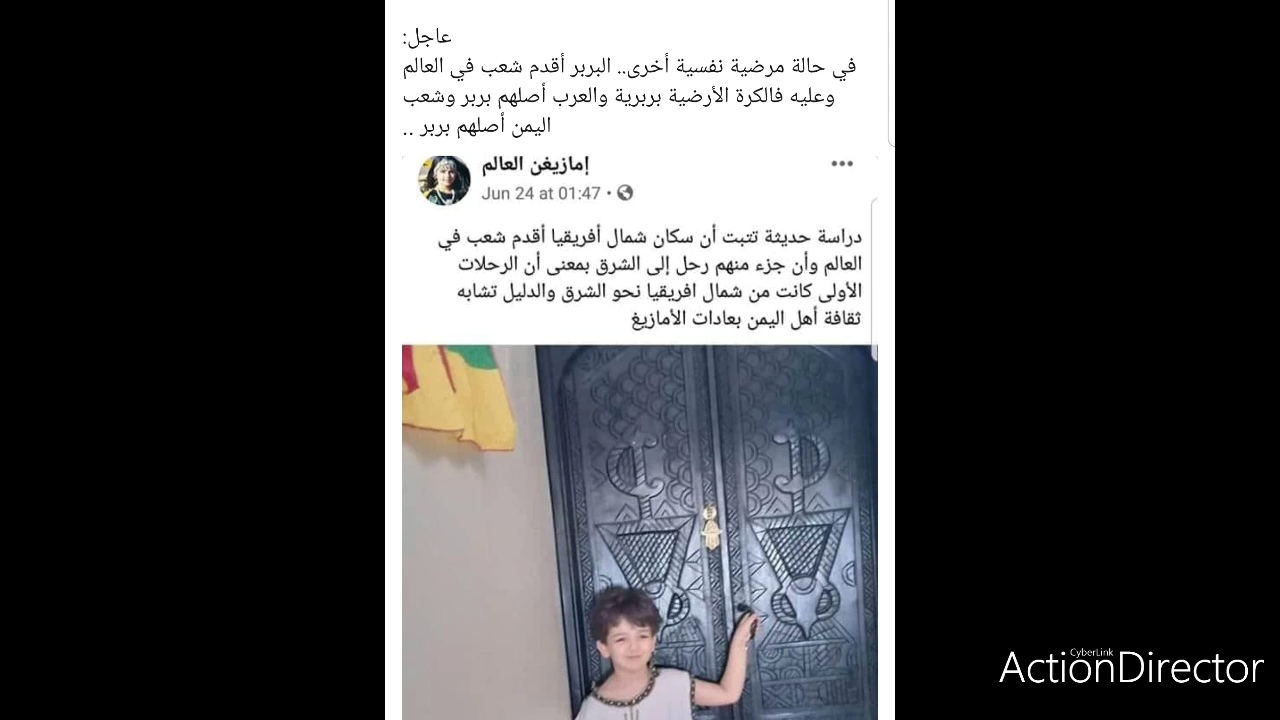 عاجل:
في حالة مرضية نفسية أخرى.. البربر أقدم شعب في العالم
وعليه فالكرة الأرضية بربرية والعرب أصلهم بربر وشعب
اليمن أصلهم بربر ..
إمازيغن العالم
Jun 24 at 01:47
دراسة حديثة تتبت أن سكان شمال أفريقيا أقدم شعب في
العالم وأن جزء منهم رحل إلى الشرق بمعنى أن الرحلات
الأولى كانت من شمال افريقيا نحو الشرق والدليل تشابه
ثقافة أهل اليمن بعادات الأمازيغ
CyberLink
ActionDirector